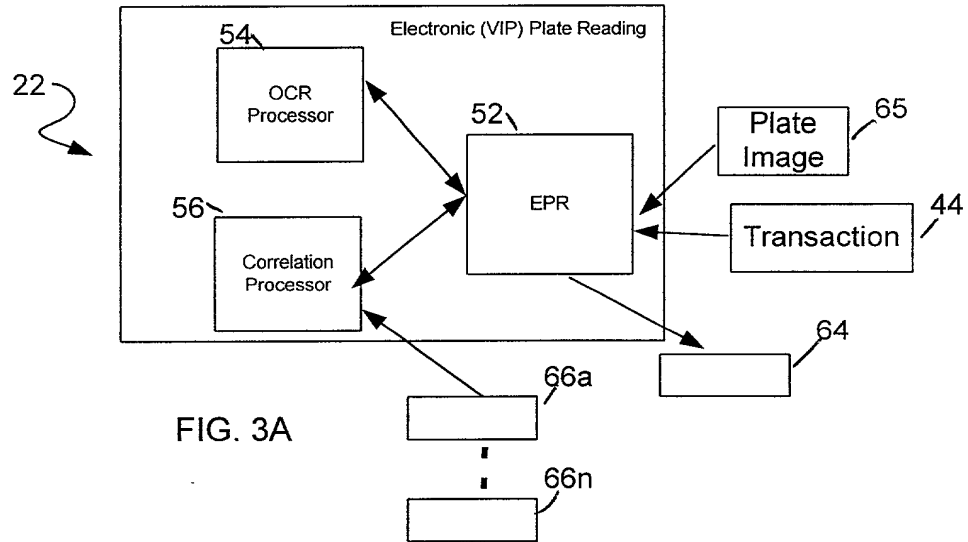 Electronic (VIP) Plate Reading
54
22
OCR
Processor
52
Plate
Image
65
EPR
56
Correlation
Processor
Transaction
44
64
66a
FIG. 3A
66n